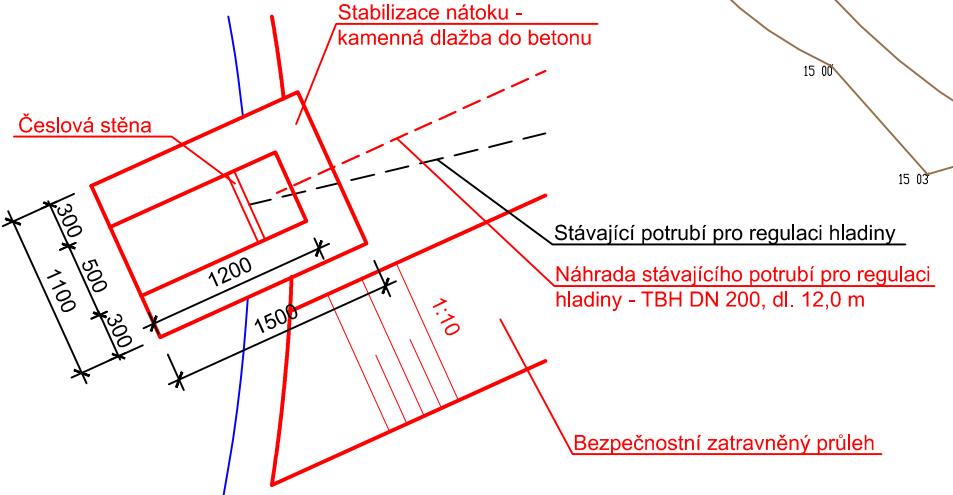 Stabilizace nátoku -
kamenná dlažba do betonu
15 00
Česlová stěna
15 03
300
500
300
1100
1200
1500
1:10
Stávající potrubí pro regulaci hladiny
Náhrada stávajícího potrubí pro regulaci
hladiny - TBH DN 200, dl. 12,0 m
Bezpečnostní zatravněný průleh